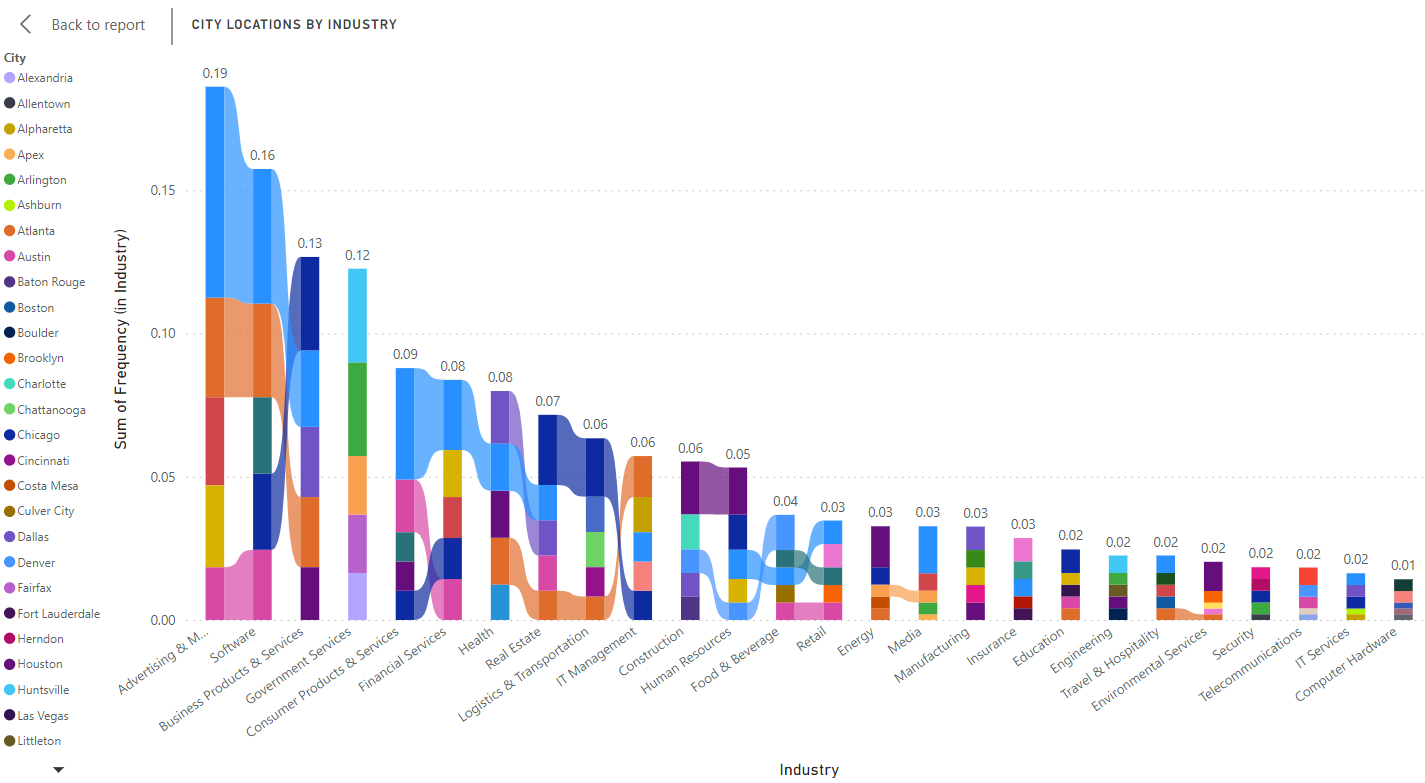 Back to report
CITY LOCATIONS BY INDUSTRY
City
Alexandria
Allentown
Alpharetta
Apex
Arlington
Ashburn
Atlanta
Austin
Baton Rouge
Boston
Boulder
Brooklyn
Charlotte
Chattanooga
Chicago
Cincinnati
Costa Mesa
Culver City
Dallas
Denver
Fairfax
Fort Lauderdale
Herndon
Houston
Huntsville
Las Vegas
Littleton
Sum of Frequency (in Industry)
0.15
0.10
0.05
0.00
0.19
0.16
0.13
0.12
0.09
0.08
0.08
0.07
0.06
0.06
0.06
0.05
0.04
0.03
0.03
0.03
0.03
0.03
0.02
0.02
0.02
0.02
0.02
0.02
0.02
0.01
Advertising & M...
Software
Business Products & Services
Government Services
Consumer Products & Services
Financial Services
Health
Real Estate
Logistics & Transportation
IT Management
Construction
Human Resources
Food & Beverage
Retail
Energy
Media
Manufacturing
Insurance
Education
Engineering
Travel & Hospitality
Environmental Services
Security
Telecommunications
IT Services
Computer Hardware
Industry